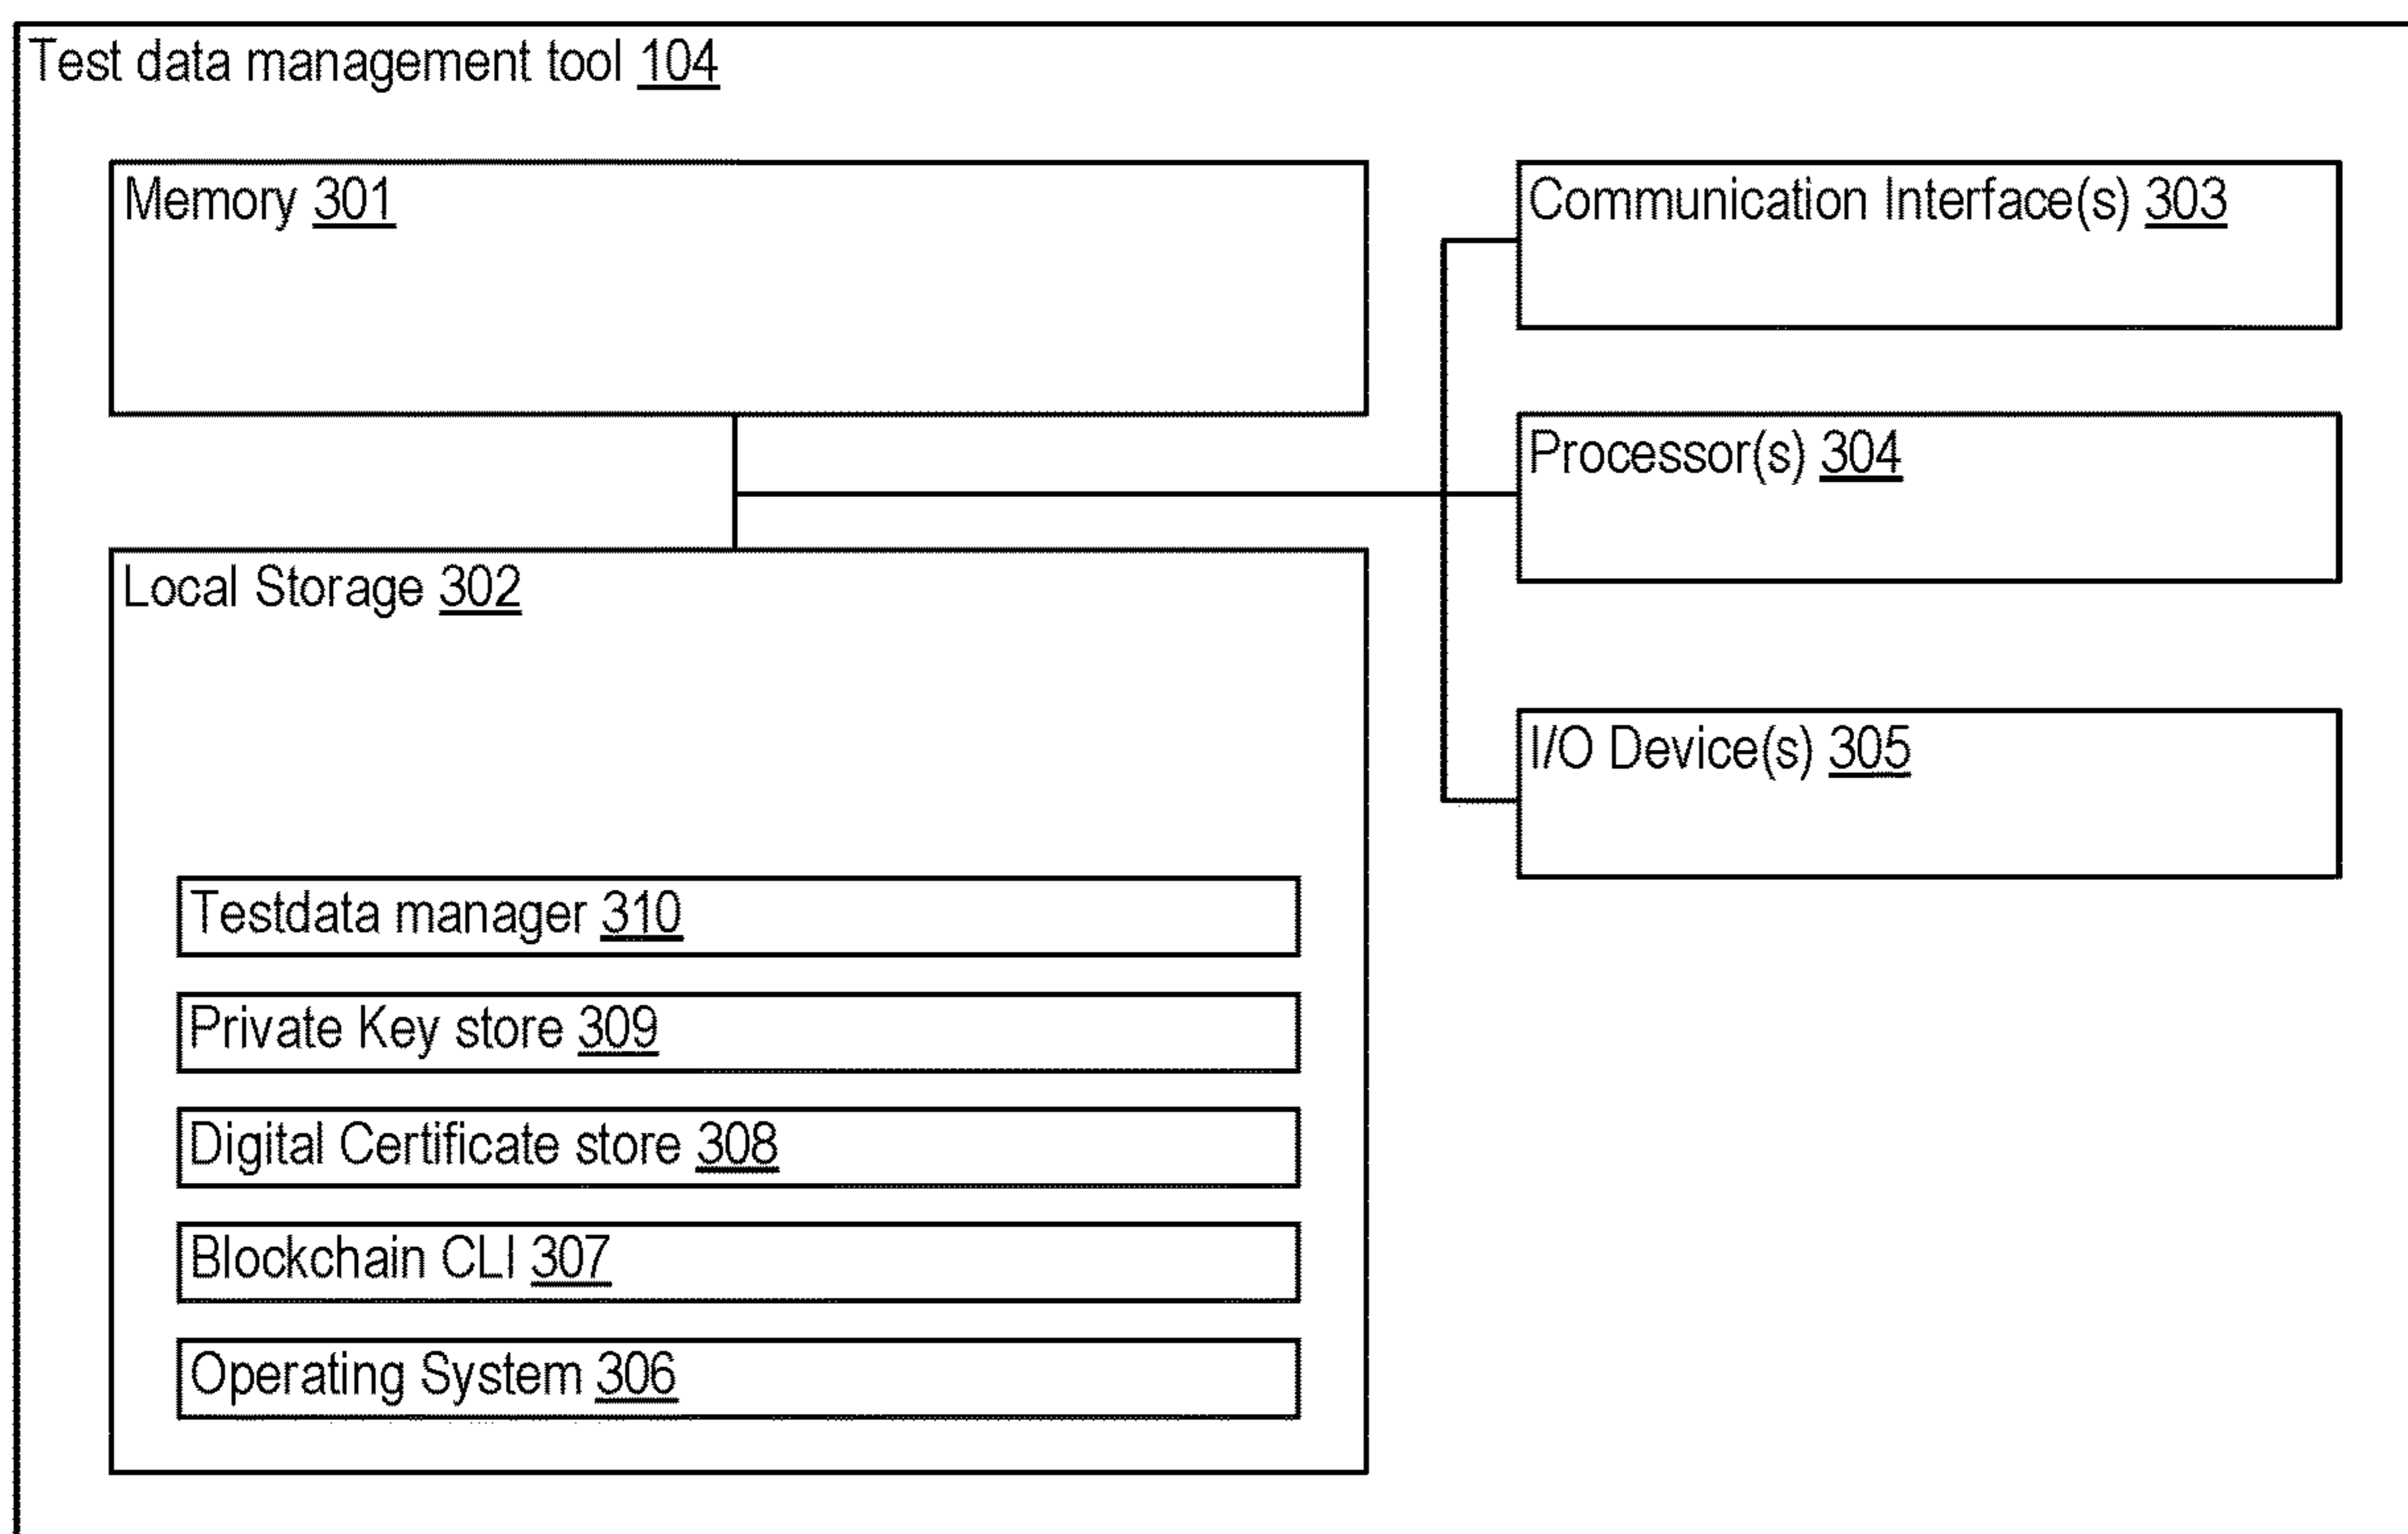 Test data management tool 104
Memory 301
Communication Interface(s) 303
Processor(s) 304
Local Storage 302
I/O Device(s) 305
Testdata manager 310
Private Key store 309
Digital Certificate store 308
Blockchain CLI 307
Operating System 306